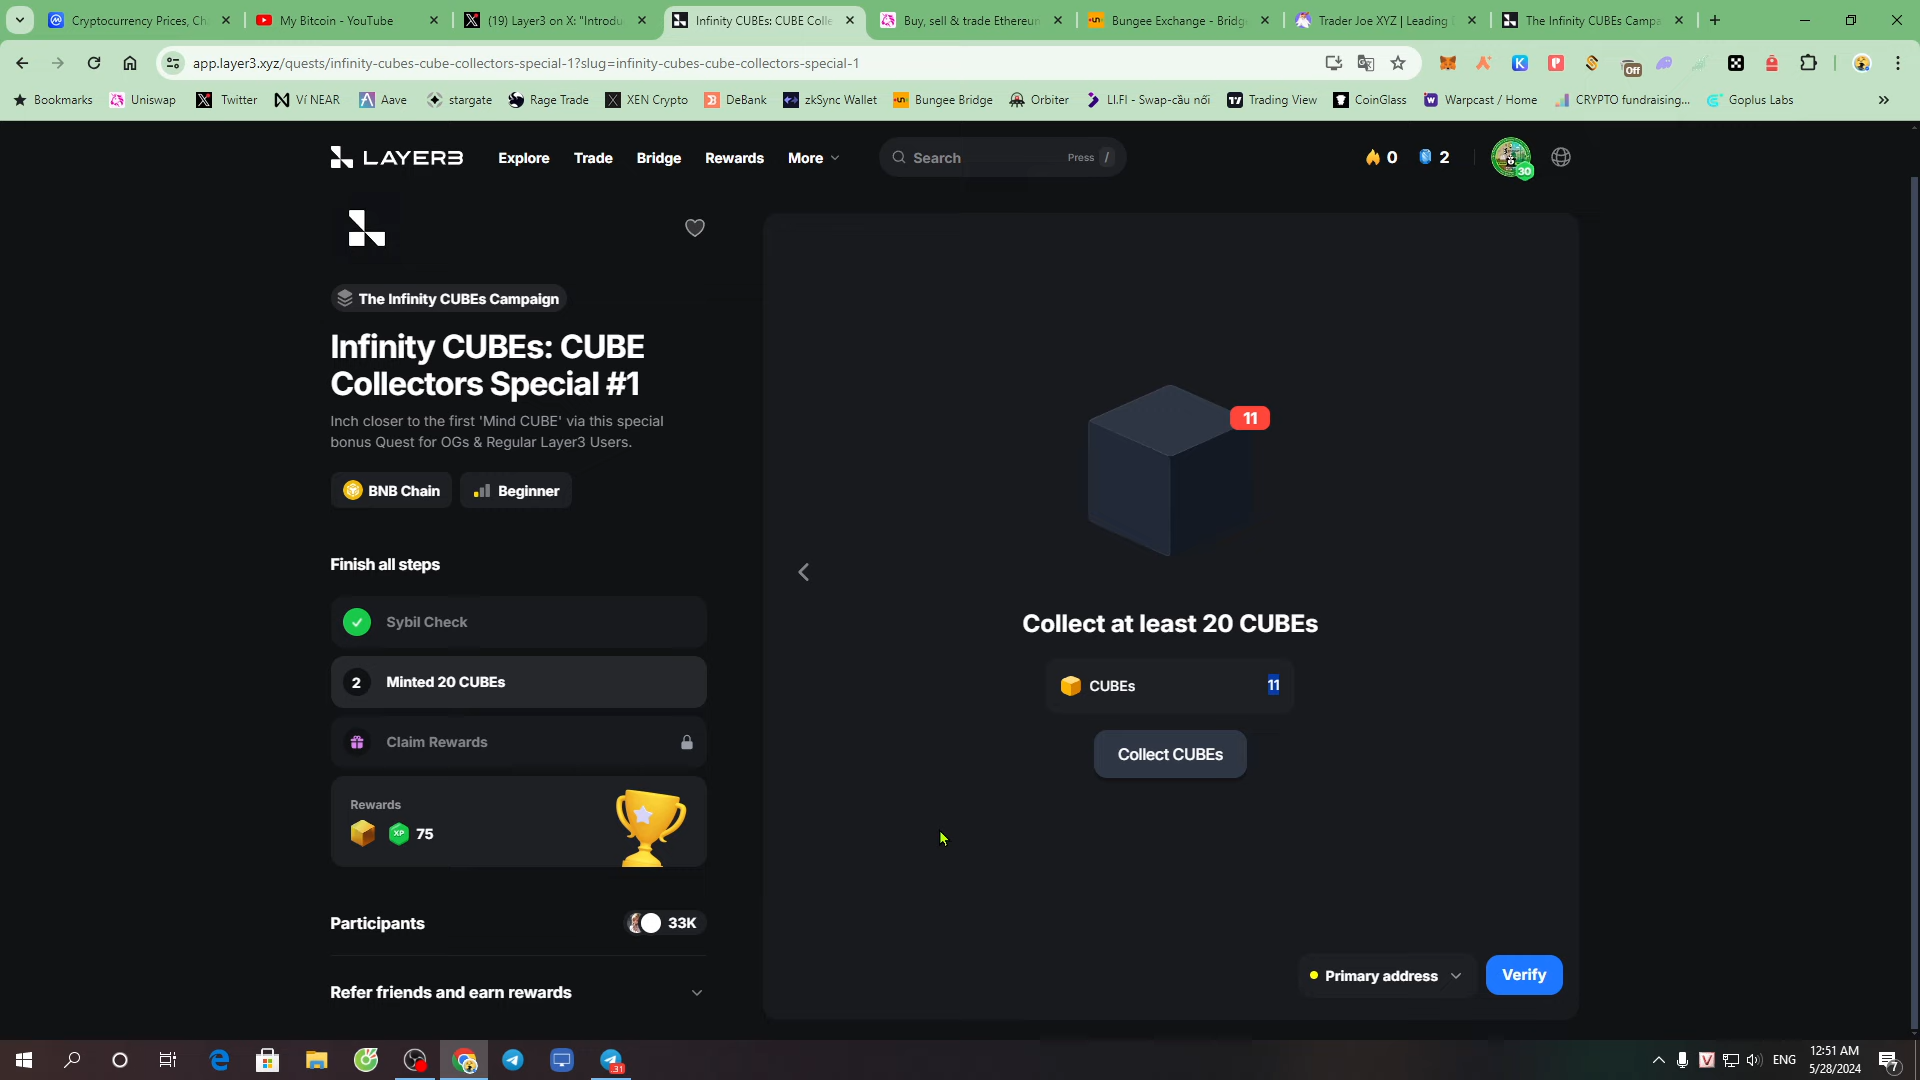 Cryptocurrency Prices, Ch
My Bitcoin - YouTube
(19) Layer3 on X: "Introdu
Infinity CUBEs: CUBE Colle
Buy, sell & trade Ethereum
Bungee Exchange - Bridg
Trader Joe XYZ | Leading
The Infinity CUBEs Campa
app.layer3.xyz/quests/infinity-cubes-cube-collectors-special-1?slug=infinity-cubes-cube-collectors-special-1
Off
Bookmarks
Uniswap
Twitter
Ví NEAR
Aave
stargate
Rage Trade
XEN Crypto
DeBank
zkSync Wallet
Bungee Bridge
Orbiter
LI.FI - Swap-cầu nối
Trading View
CoinGlass
Warpcast / Home
CRYPTO fundraising...
Goplus Labs
LAYER3
Explore
Trade
Bridge
Rewards
More
Search
Press /
0
2
30
The Infinity CUBEs Campaign
Infinity CUBEs: CUBE
Collectors Special #1
Inch closer to the first 'Mind CUBE' via this special
bonus Quest for OGs & Regular Layer3 Users.
BNB Chain
Beginner
Finish all steps
Sybil Check
2 Minted 20 CUBEs
Claim Rewards
Rewards
XP 75
Participants
33K
Refer friends and earn rewards
11
Collect at least 20 CUBEs
CUBEs 11
Collect CUBEs
Primary address
Verify
31
ENG
12:51 AM
5/28/2024
7